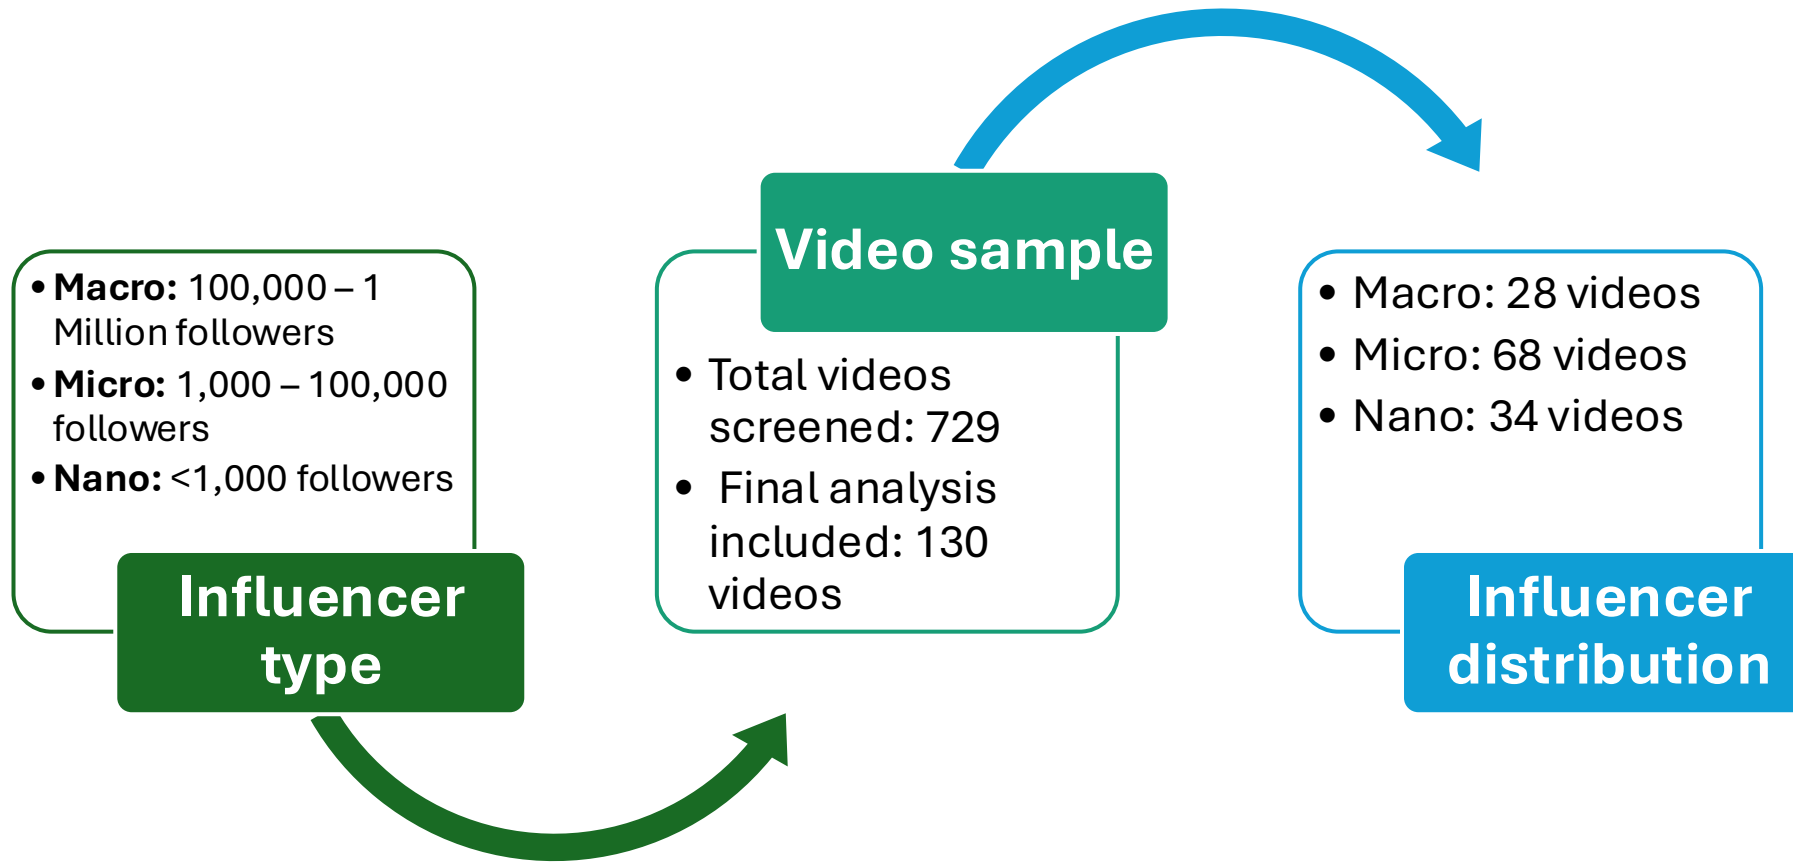 • Macro: 100,000 – 1
Million followers
• Micro: 1,000 – 100,000
followers
• Nano: <1,000 followers
Influencer
type
Video sample
• Total videos
screened: 729
• Final analysis
included: 130
videos
• Macro: 28 videos
• Micro: 68 videos
• Nano: 34 videos
Influencer
distribution